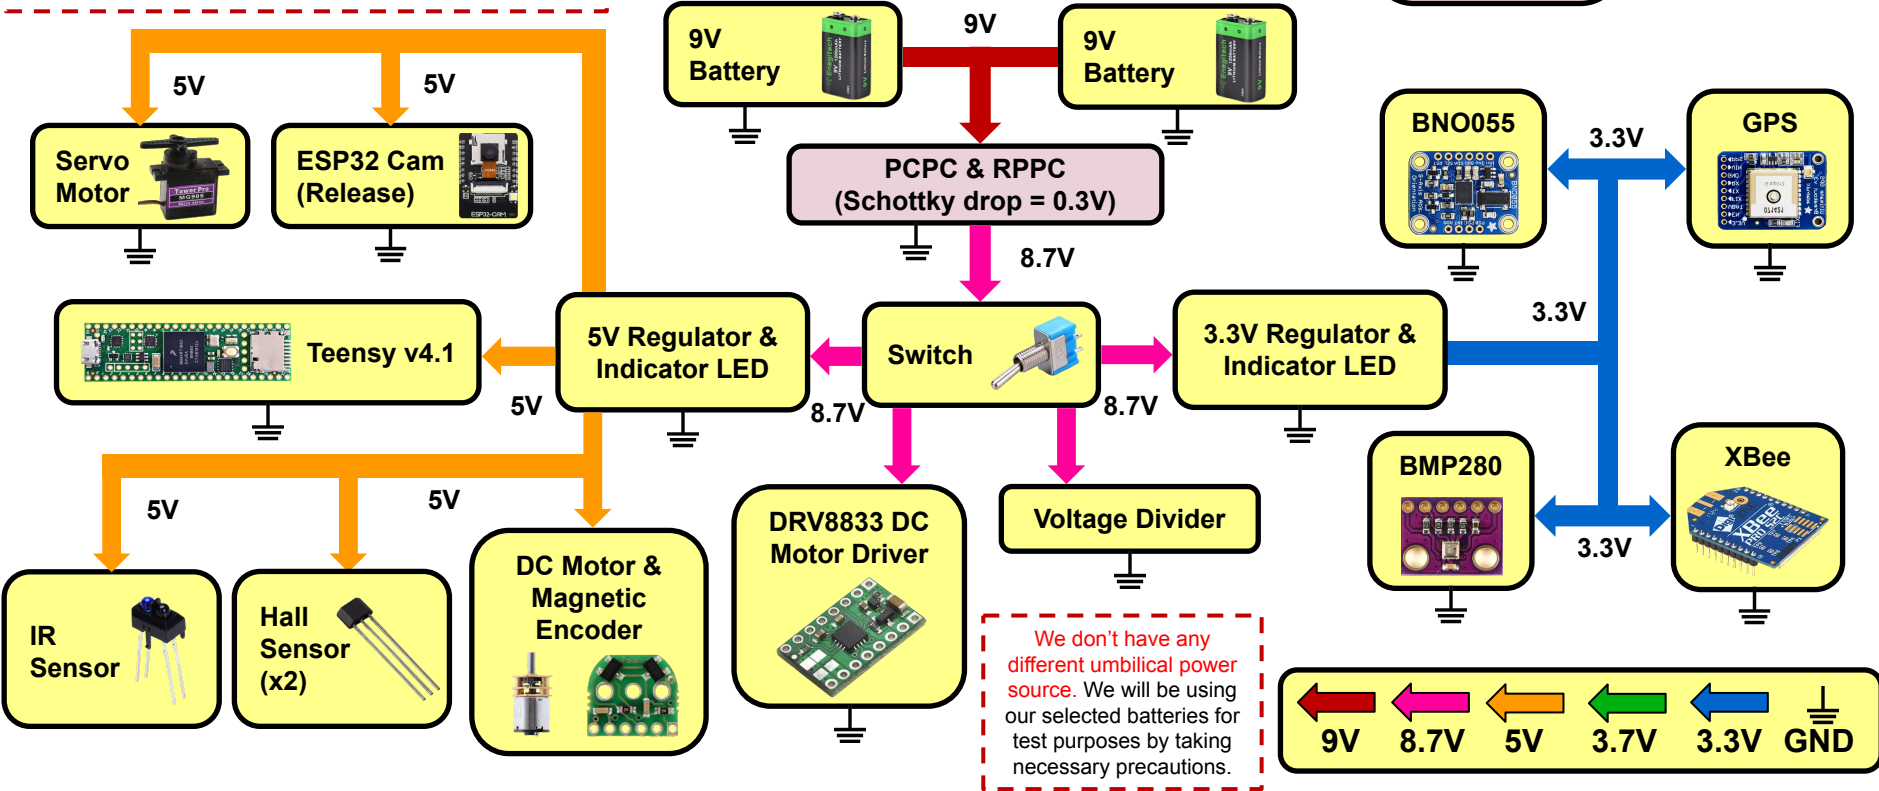 9V
Battery
9V
9V
Battery
5V
5V
Servo
Motor
Tower Pro
MG90S
ESP32 Cam
(Release)
ESP32-CAM
PCPC & RPPC
(Schottky drop = 0.3V)
8.7V
BNO055
3.3V
GPS
Teensy v4.1
5V
5V Regulator &
Indicator LED
8.7V
Switch
8.7V
3.3V Regulator &
Indicator LED
3.3V
5V
5V
IR
Sensor
Hall
Sensor
(x2)
DC Motor &
Magnetic
Encoder
DRV8833 DC
Motor Driver
Voltage Divider
BMP280
3.3V
XBee
We don't have any
different umbilical power
source. We will be using
our selected batteries for
test purposes by taking
necessary precautions.
9V
8.7V
5V
3.7V
3.3V
GND